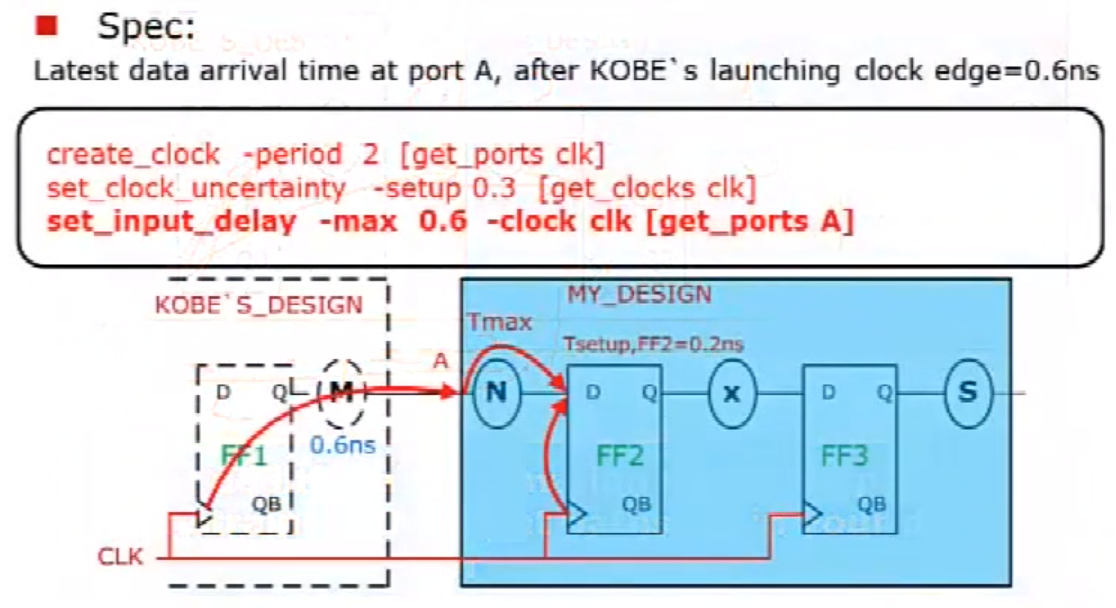 Spec:
Latest data arrival time at port A, after KOBE`s launching clock edge=0.6ns
create_clock -period 2 [get_ports clk]
set_clock_uncertainty -setup 0.3 [get_clocks clk]
set_input_delay -max 0.6 -clock clk [get_ports A]
KOBE`S_DESIGN
MY_DESIGN
Tmax
Tsetup,FF2=0.2ns
A
D Q M N D Q x D Q S
0.6ns
FF1 FF2 FF3
QB QB QB
CLK